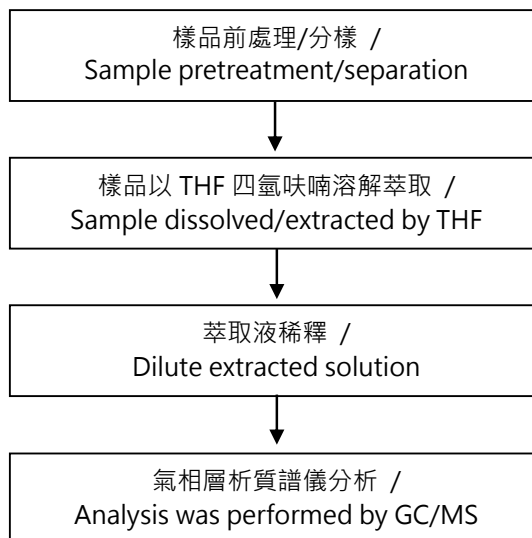 樣品前處理/分樣 /
Sample pretreatment/separation
樣品以 THF 四氫呋喃溶解萃取 /
Sample dissolved/extracted by THF
萃取液稀釋 /
Dilute extracted solution
氣相層析質譜儀分析 /
Analysis was performed by GC/MS